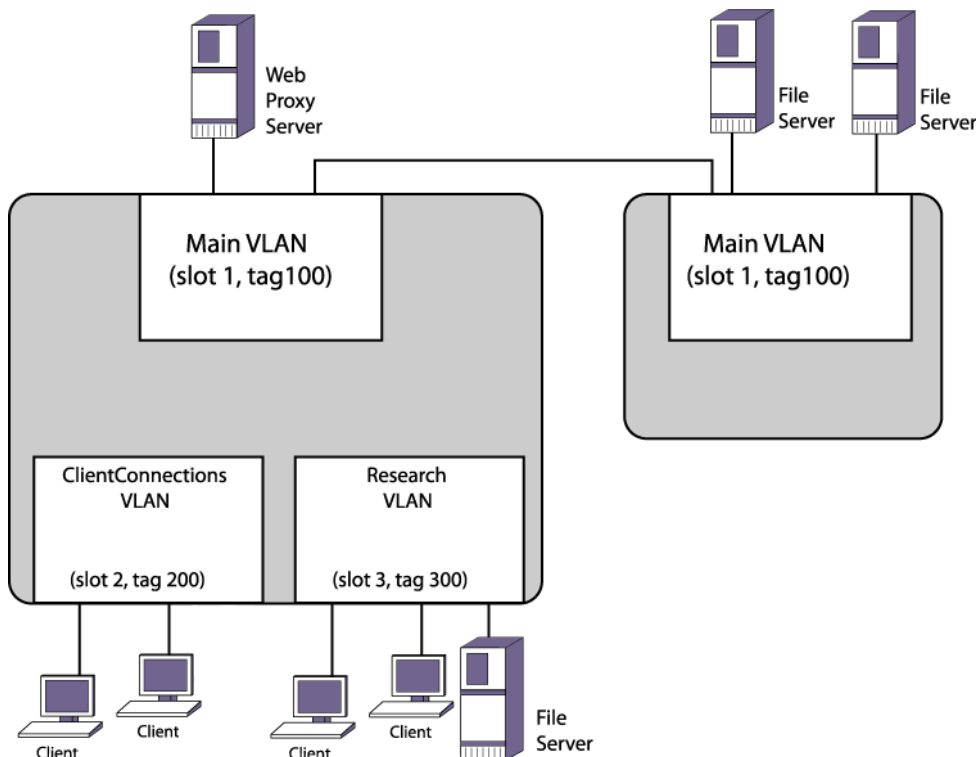 Web
Proxy
Server
File
Server
File
Server
Main VLAN
(slot 1, tag100)
Main VLAN
(slot 1, tag100)
ClientConnections
VLAN
(slot 2, tag 200)
Research
VLAN
(slot 3, tag 300)
Client
Client
Client
Client
File
Server